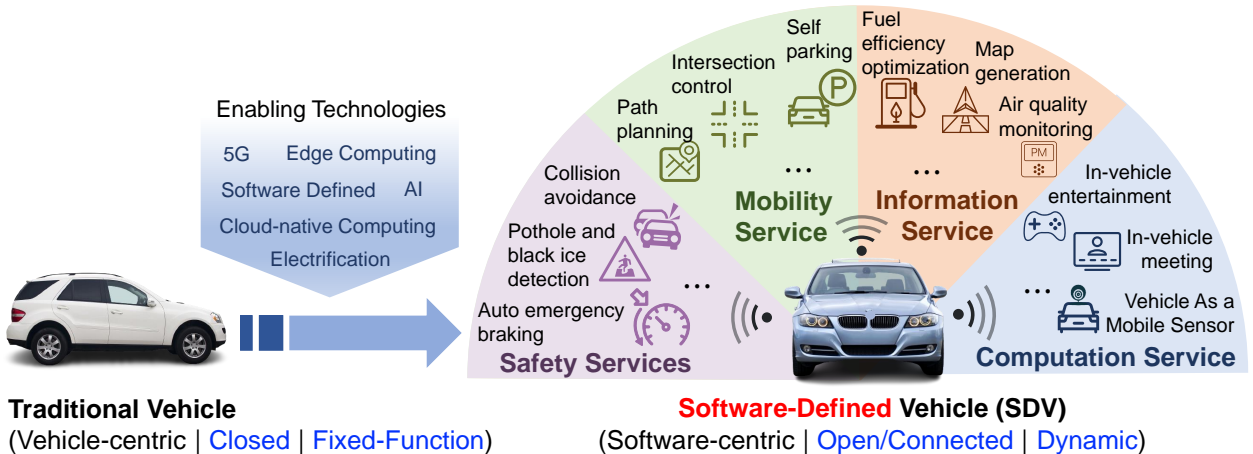 Enabling Technologies
5G Edge Computing
Software Defined AI
Cloud-native Computing
Electrification
Collision
avoidance
Pothole and
black ice
detection
Auto emergency
braking
...
Safety Services
Path
planning
Intersection
control
Self
parking
P
...
Mobility
Service
Fuel
efficiency
optimization
Map
generation
Air quality
monitoring
PM
...
Information
Service
In-vehicle
entertainment
In-vehicle
meeting
...
Vehicle As a
Mobile Sensor
Computation Service
Traditional Vehicle
(Vehicle-centric | Closed | Fixed-Function)
Software-Defined Vehicle (SDV)
(Software-centric | Open/Connected | Dynamic)